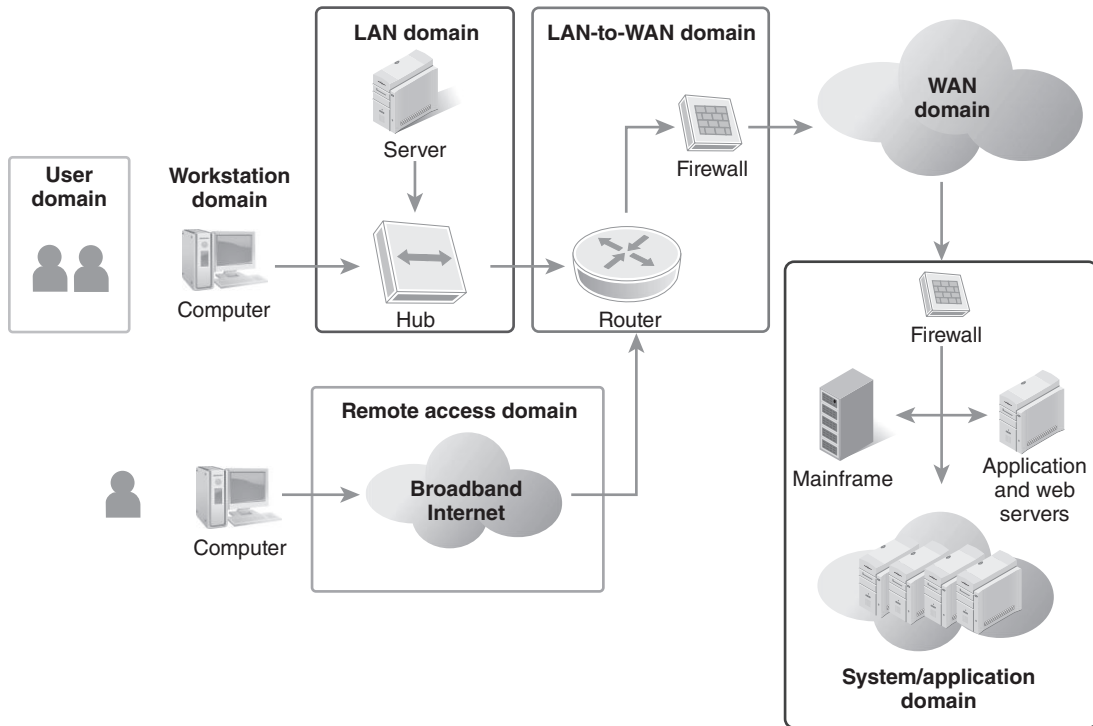 LAN domain
Server
Hub
LAN-to-WAN domain
Firewall
Router
WAN
domain
User
domain
Workstation
domain
Computer
Remote access domain
Broadband
Internet
Computer
Firewall
Mainframe
Application
and web
servers
System/application
domain